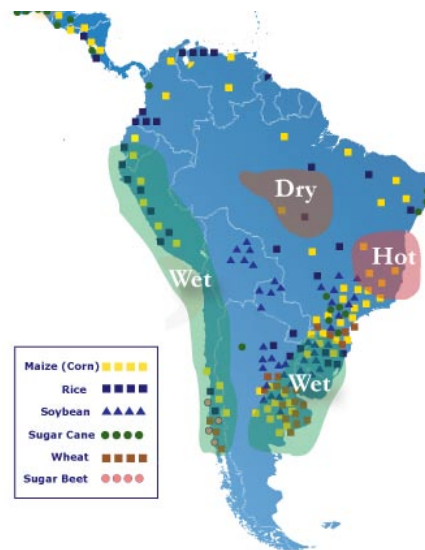 Dry
Hot
Wet
Wet
Maize (Corn)
Rice
Soybean
Sugar Cane
Wheat
Sugar Beet